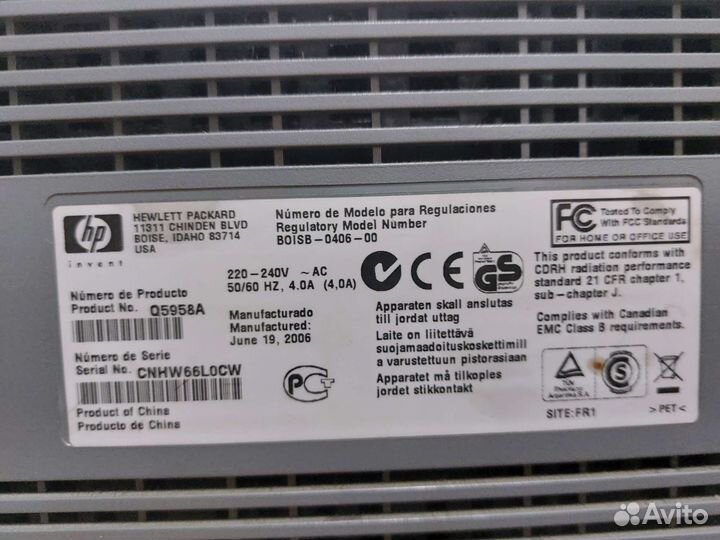 hp
invent
HEWLETT PACKARD
11311 CHINDEN BLVD
BOISE, IDAHO 83714
USA
Número de Modelo para Regulaciones
Regulatory Model Number
BOISB-0406-00
FC Tested To Comply
With FCC Standards
FOR HOME OR OFFICE USE
220-240V ~ AC
50/60 HZ, 4.0A (4,0A)
N222
CE
GS
This product conforms with
CDRH radiation performance
standard 21 CFR chapter 1,
sub-chapter J.
Número de Producto
Product No. Q5958A
Manufacturado
Manufactured:
June 19, 2006
Apparaten skall anslutas
till jordat uttag
Laite on liitettävä
suojamaadoituskoskettimill
a varustettuun pistorasiaan
Apparatet må tilkoples
jordet stikkontakt
Complies with Canadian
EMC Class B requirements.
Número de Serie
Serial No. CNHW66L0CW
Product of China
Producto de China
PCT
TÜV
Argentina S.A.
S
SITE:FR1
>PET<
Avito